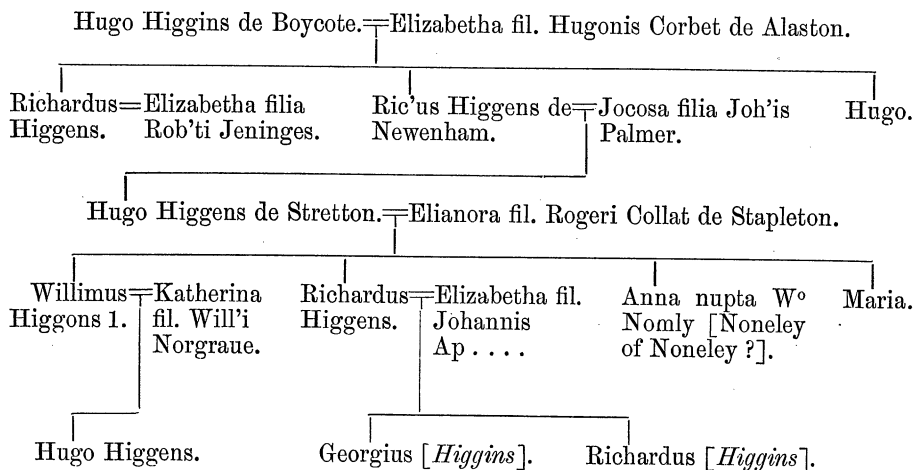 Hugo Higgins de Boycote.=Elizabetha fil. Hugonis Corbet de Alaston.
Richardus=Elizabetha filia Ric'us Higgens de=Jocosa filia Joh'is Hugo.
Higgens. Rob'ti Jeninges. Newenham. Palmer.
Hugo Higgens de Stretton.=Elianora fil. Rogeri Collat de Stapleton.
Willimus=Katherina Richardus=Elizabetha fil. Anna nupta Wº Maria.
Higgons 1. fil. Will'i Higgens. Johannis Nomly [Noneley
Norgraue. Ap . . . . of Noneley ?].
Hugo Higgens. Georgius [Higgins]. Richardus [Higgins].